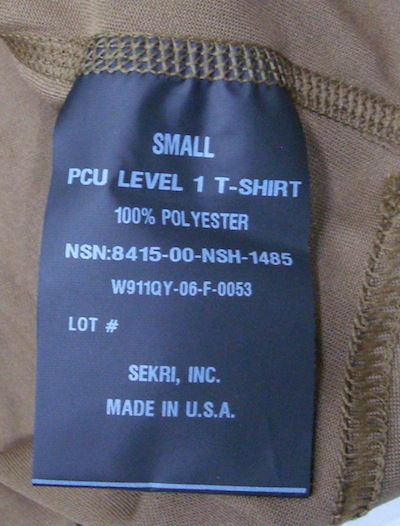 SMALL
PCU LEVEL 1 T-SHIRT
100% POLYESTER
NSN:8415-00-NSH-1485
W911QY-06-F-0053
LOT #
SEKRI, INC.
MADE IN U.S.A.